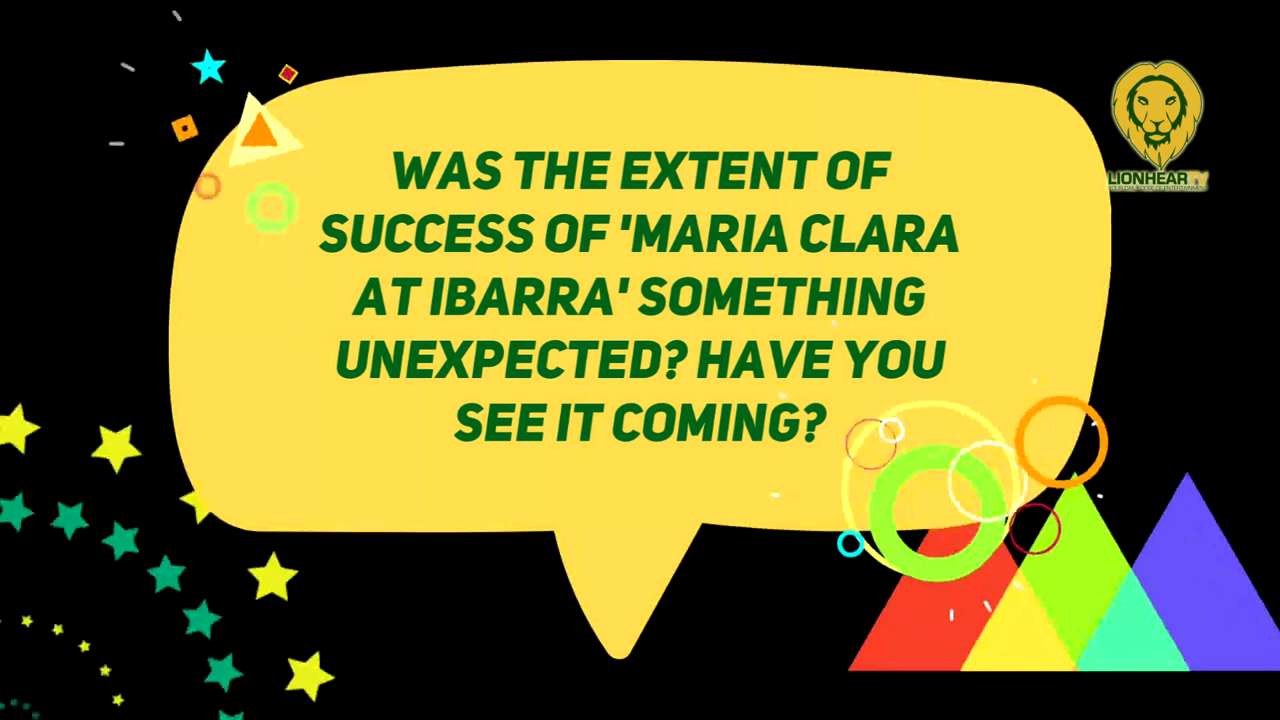 WAS THE EXTENT OF
SUCCESS OF 'MARIA CLARA
AT IBARRA' SOMETHING
UNEXPECTED? HAVE YOU
SEE IT COMING?
LIONHEARTV